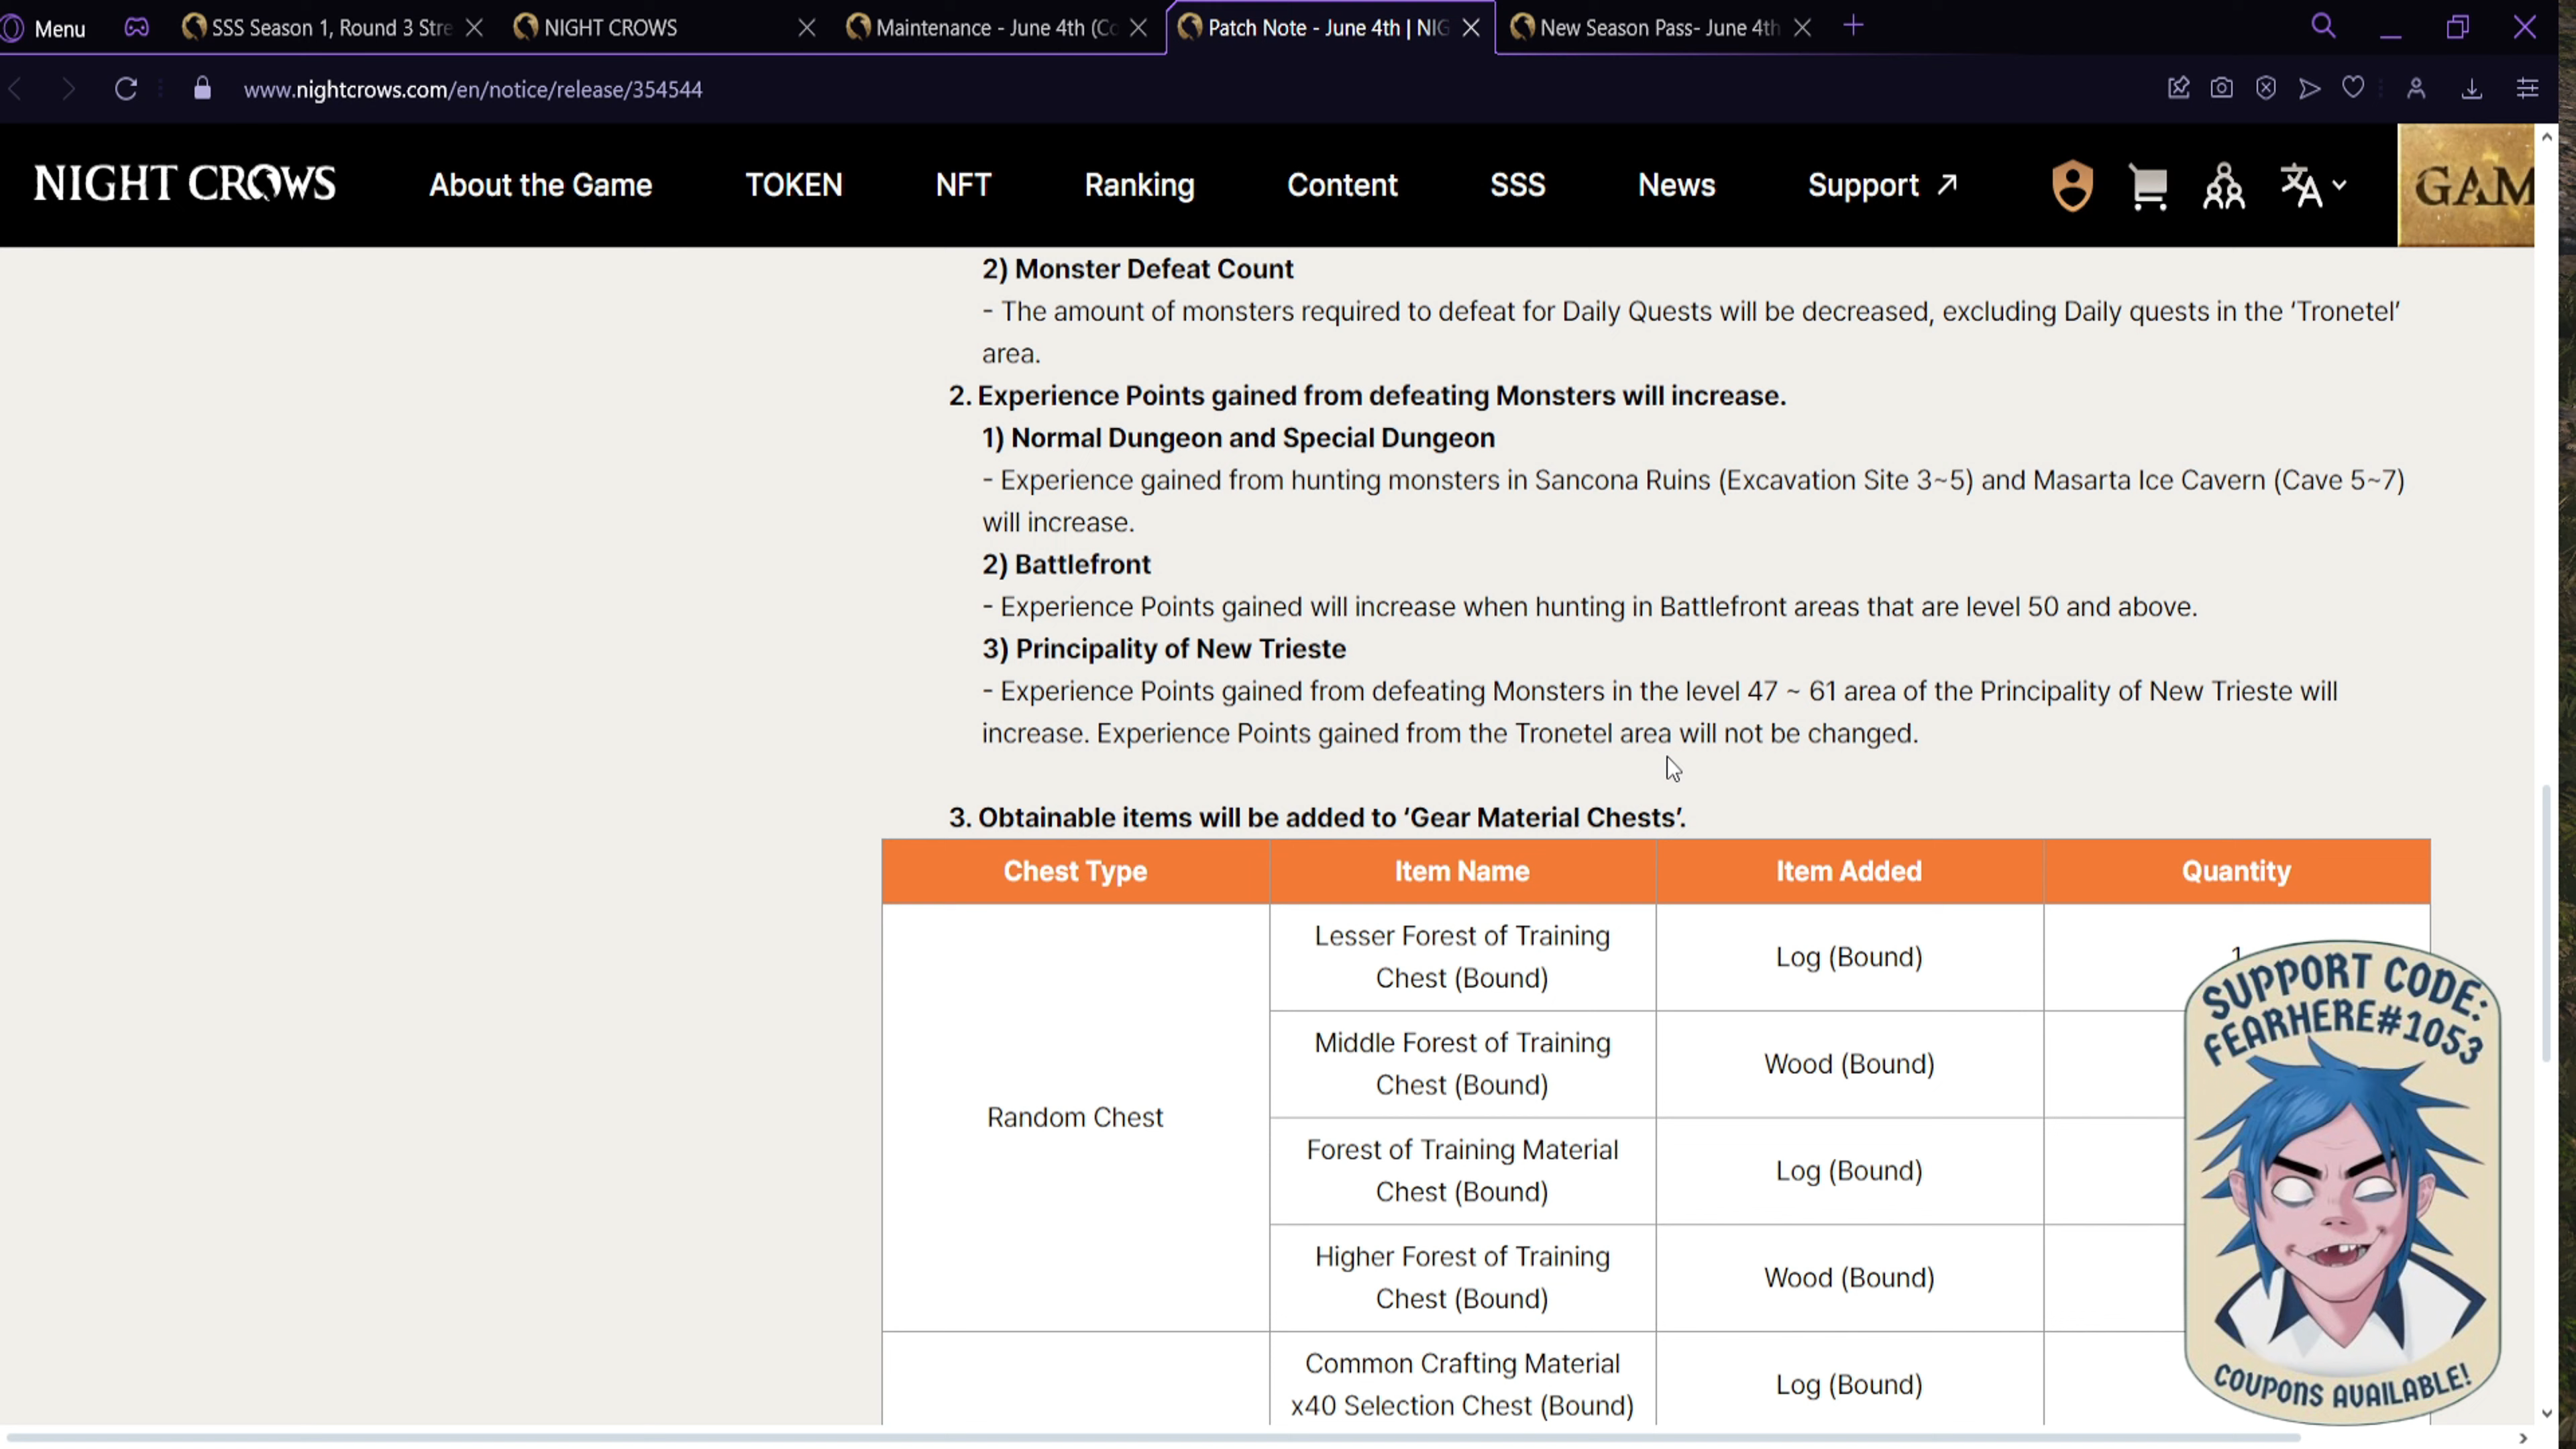 Menu
SSS Season 1, Round 3 Stre
NIGHT CROWS
Maintenance - June 4th (Co
Patch Note - June 4th | NIG
New Season Pass- June 4th
www.nightcrows.com/en/notice/release/354544
NIGHT CROWS
About the Game
TOKEN
NFT
Ranking
Content
SSS
News
Support
GAM
2) Monster Defeat Count
- The amount of monsters required to defeat for Daily Quests will be decreased, excluding Daily quests in the ‘Tronetel’
area.
2. Experience Points gained from defeating Monsters will increase.
1) Normal Dungeon and Special Dungeon
- Experience gained from hunting monsters in Sancona Ruins (Excavation Site 3~5) and Masarta Ice Cavern (Cave 5~7)
will increase.
2) Battlefront
- Experience Points gained will increase when hunting in Battlefront areas that are level 50 and above.
3) Principality of New Trieste
- Experience Points gained from defeating Monsters in the level 47 ~ 61 area of the Principality of New Trieste will
increase. Experience Points gained from the Tronetel area will not be changed.
3. Obtainable items will be added to ‘Gear Material Chests’.
Chest Type
Item Name
Item Added
Quantity
Random Chest
Lesser Forest of Training
Chest (Bound)
Log (Bound)
1
Middle Forest of Training
Chest (Bound)
Wood (Bound)
Forest of Training Material
Chest (Bound)
Log (Bound)
Higher Forest of Training
Chest (Bound)
Wood (Bound)
Common Crafting Material
x40 Selection Chest (Bound)
Log (Bound)
SUPPORT CODE:
FEARHERE#1053
COUPONS AVAILABLE!